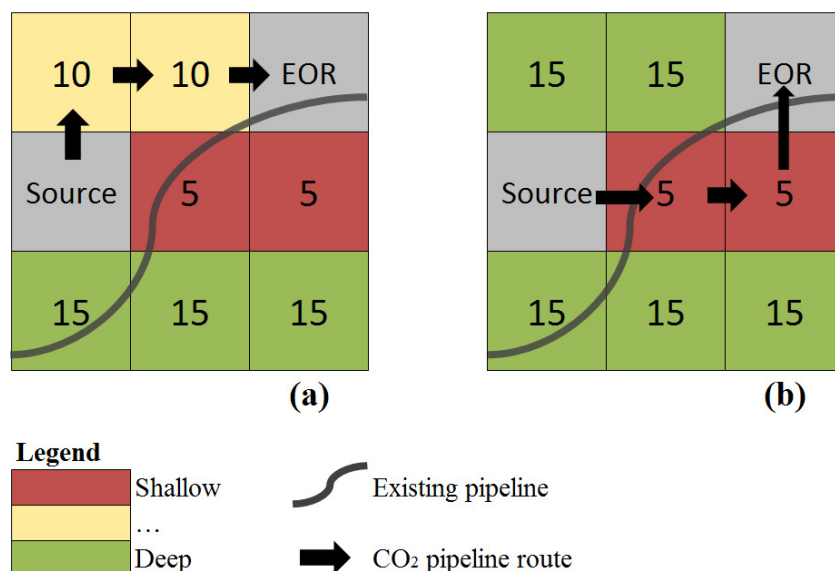 10 10 EOR
Source 5 5
15 15 15
(a)
15 15 EOR
Source 5 5
15 15 15
(b)
Legend
Shallow
...
Deep
Existing pipeline
CO₂ pipeline route